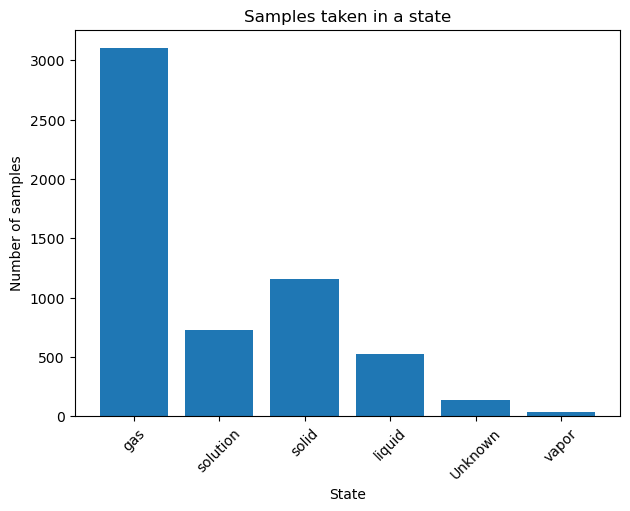 Samples taken in a state
Number of samples
3000
2500
2000
1500
1000
500
0
gas
solution
solid
liquid
Unknown
vapor
State